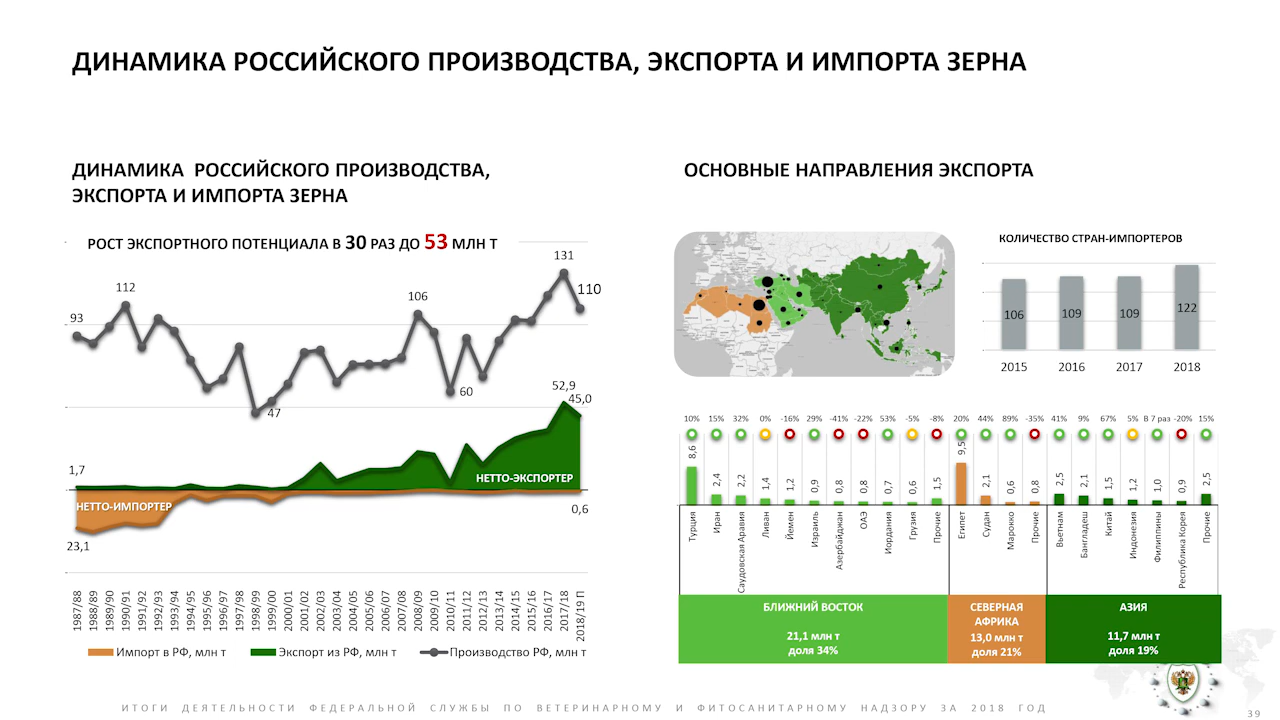 ДИНАМИКА РОССИЙСКОГО ПРОИЗВОДСТВА, ЭКСПОРТА И ИМПОРТА ЗЕРНА
ДИНАМИКА РОССИЙСКОГО ПРОИЗВОДСТВА,
ЭКСПОРТА И ИМПОРТА ЗЕРНА
РОСТ ЭКСПОРТНОГО ПОТЕНЦИАЛА В 30 РАЗ ДО 53 МЛН Т
131
112
106
110
93
60
47
52,9
45,0
1,7
НЕТТО-ЭКСПОРТЕР
НЕТТО-ИМПОРТЕР
0,6
23,1
1987/88
1988/89
1989/90
1990/91
1991/92
1992/93
1993/94
1994/95
1995/96
1996/97
1997/98
1998/99
1999/00
2000/01
2001/02
2002/03
2003/04
2004/05
2005/06
2006/07
2007/08
2008/09
2009/10
2010/11
2011/12
2012/13
2013/14
2014/15
2015/16
2016/17
2017/18
2018/19 П
Импорт в РФ, млн т Экспорт из РФ, млн т Производство РФ, млн т
ОСНОВНЫЕ НАПРАВЛЕНИЯ ЭКСПОРТА
КОЛИЧЕСТВО СТРАН-ИМПОРТЕРОВ
106 109 109 122
2015 2016 2017 2018
10% 15% 32% 0% -16% 29% -41% -22% 53% -5% -8% 20% 44% 89% -35% 41% 9% 67% 5% В 7 раз -20% 15%
8,6 2,4 2,2 1,4 1,2 0,9 0,8 0,8 0,7 0,6 1,5 9,5 2,1 0,6 0,8 2,5 2,1 1,5 1,2 1,0 0,9 2,5
Турция
Иран
Саудовская Аравия
Ливан
Йемен
Израиль
Азербайджан
ОАЭ
Иордания
Грузия
Прочие
Египет
Судан
Марокко
Прочие
Вьетнам
Бангладеш
Китай
Индонезия
Филиппины
Республика Корея
Прочие
БЛИЖНИЙ ВОСТОК
21,1 млн т
доля 34%
СЕВЕРНАЯ
АФРИКА
13,0 млн т
доля 21%
АЗИЯ
11,7 млн т
доля 19%
ИТОГИ ДЕЯТЕЛЬНОСТИ ФЕДЕРАЛЬНОЙ СЛУЖБЫ ПО ВЕТЕРИНАРНОМУ И ФИТОСАНИТАРНОМУ НАДЗОРУ ЗА 2018 ГОД
39